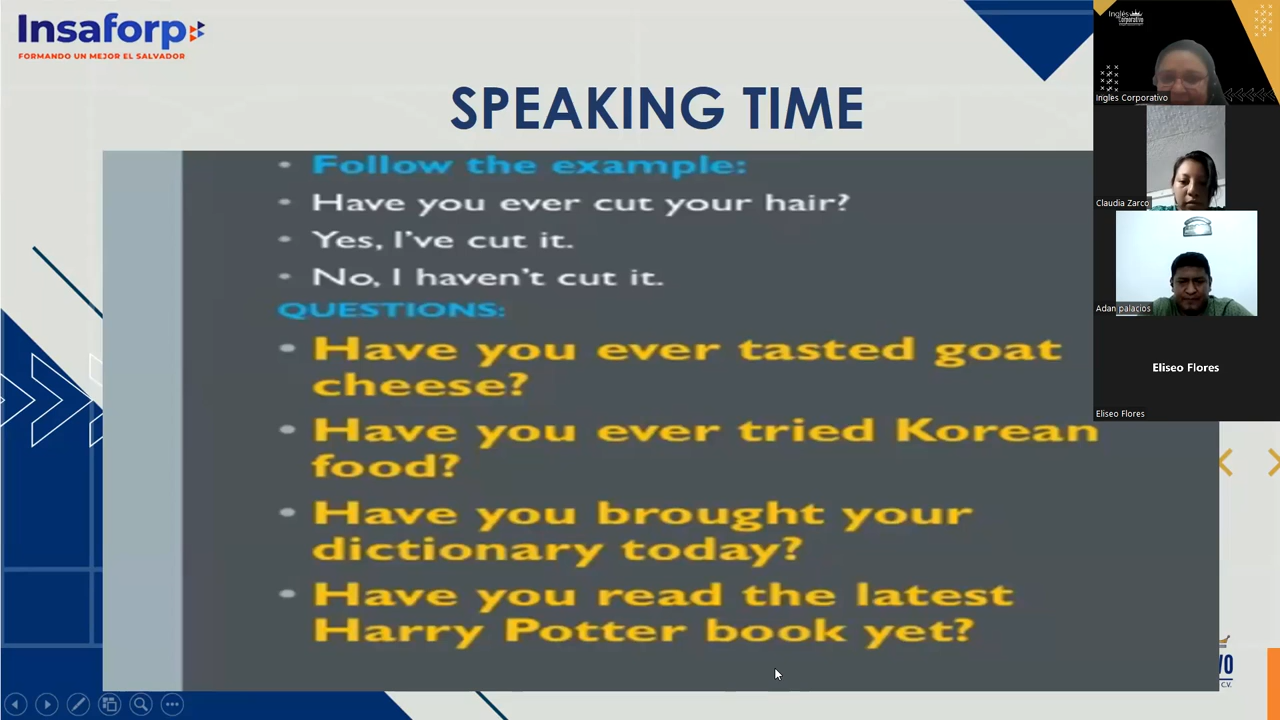 Insaforp
FORMANDO UN MEJOR EL SALVADOR
SPEAKING TIME
• Follow the example:
• Have you ever cut your hair?
• Yes, I've cut it.
• No, I haven't cut it.
QUESTIONS:
• Have you ever tasted goat
cheese?
• Have you ever tried Korean
food?
• Have you brought your
dictionary today?
• Have you read the latest
Harry Potter book yet?
Inglés
Corporativo
Ingles Corporativo
Claudia Zarco
Adan palacios
Eliseo Flores
Eliseo Flores
VO
C.V.